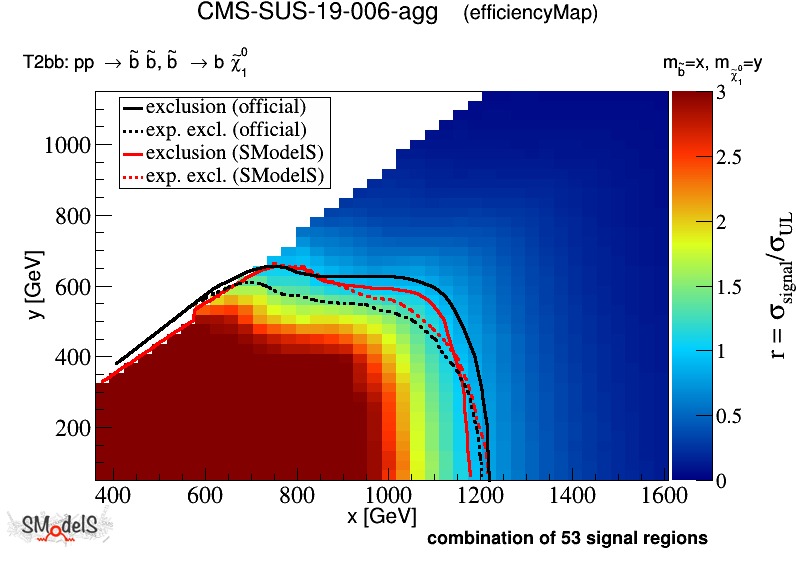 CMS-SUS-19-006-agg (efficiencyMap)
T2bb: pp → b̃ b̃, b̃ → b χ̃⁰₁
m_b̃=x, m_χ̃⁰₁=y
exclusion (official)
exp. excl. (official)
exclusion (SModelS)
exp. excl. (SModelS)
y [GeV]
1000
800
600
400
200
400 600 800 1000 1200 1400 1600
x [GeV]
3
2.5
2
1.5
1
0.5
0
r = σ_signal/σ_UL
SModelS
combination of 53 signal regions